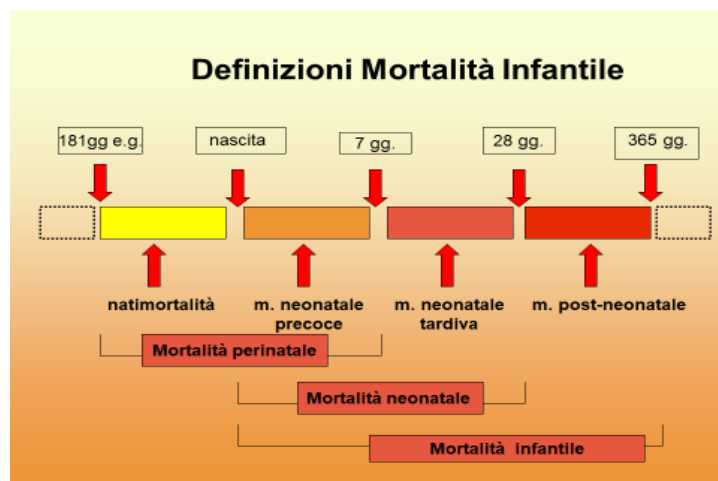 Definizioni Mortalità Infantile
181gg e.g.
nascita
7 gg.
28 gg.
365 gg.
natimortalità
m. neonatale
precoce
m. neonatale
tardiva
m. post-neonatale
Mortalità perinatale
Mortalità neonatale
Mortalità infantile